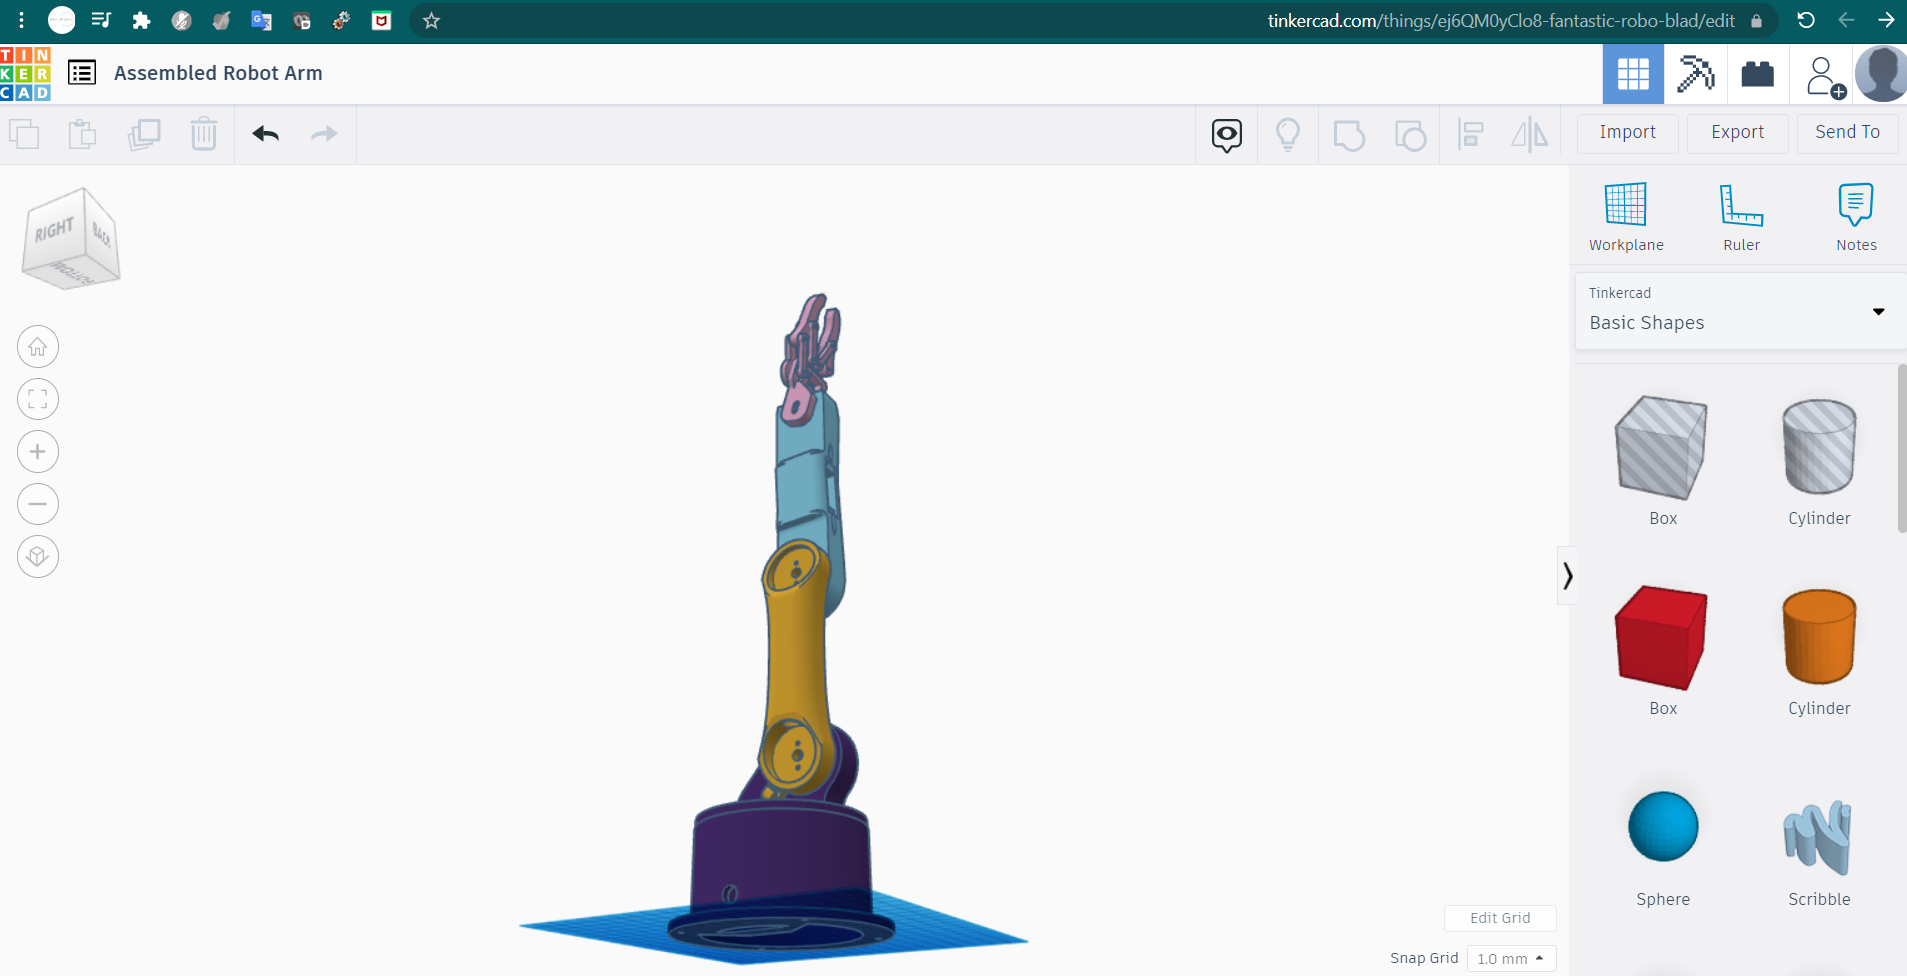 tinkercad.com/things/ej6QM0yClo8-fantastic-robo-blad/edit
TIN
KER
CAD
Assembled Robot Arm
Import
Export
Send To
RIGHT
BACK
BOTTOM
Workplane
Ruler
Notes
Tinkercad
Basic Shapes
Box
Cylinder
Box
Cylinder
Sphere
Scribble
Edit Grid
Snap Grid
1.0 mm